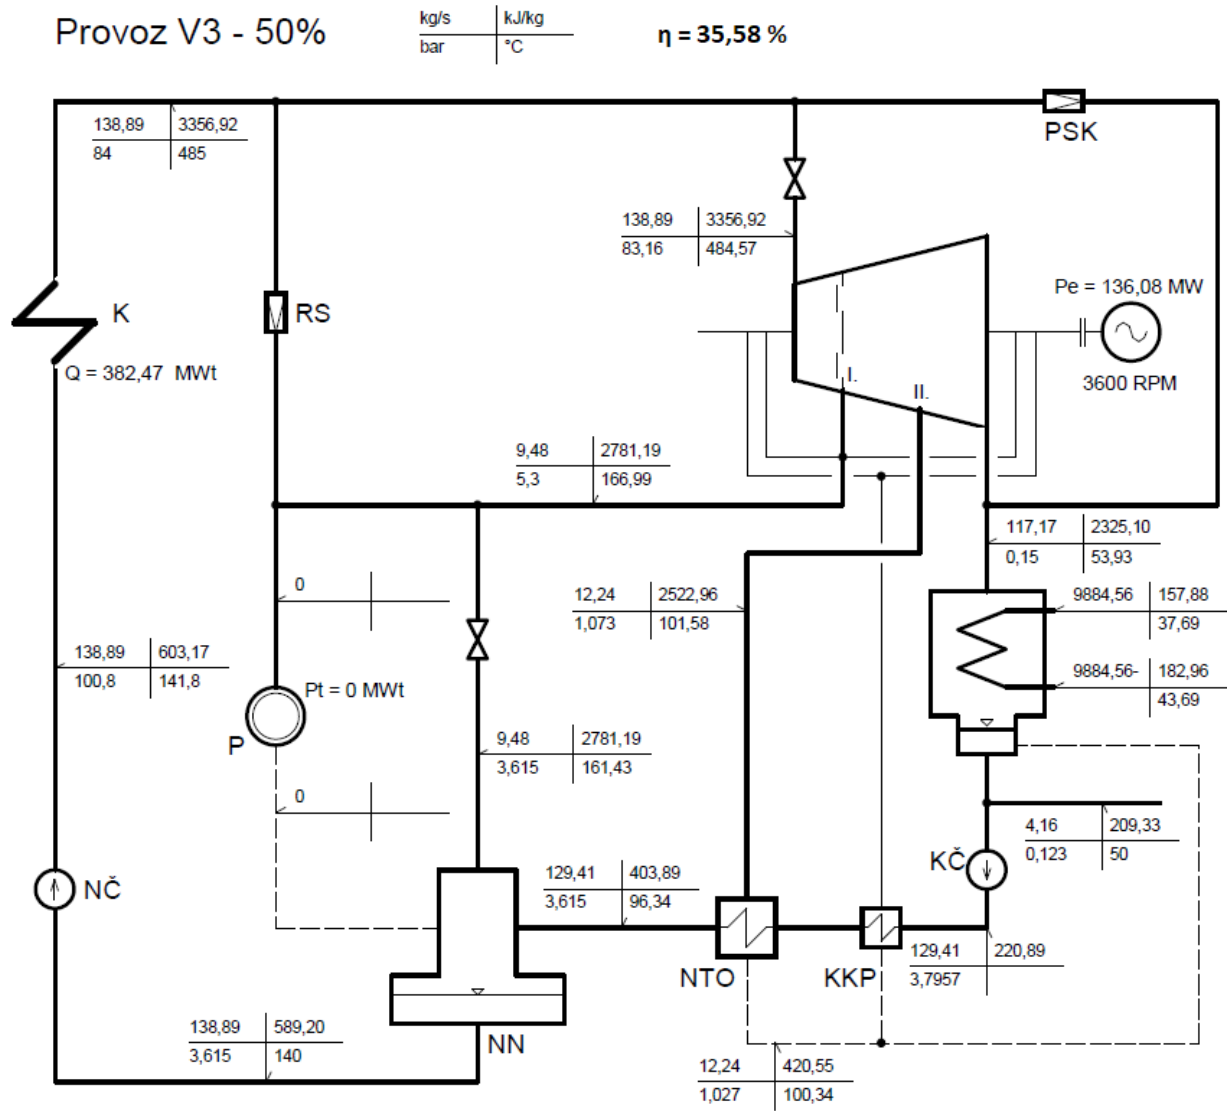 Provoz V3 - 50%
kg/s kJ/kg
bar °C
η = 35,58 %
138,89 3356,92
84 485
PSK
138,89 3356,92
83,16 484,57
K
RS
Pe = 136,08 MW
Q = 382,47 MWt
3600 RPM
I.
II.
9,48 2781,19
5,3 166,99
117,17 2325,10
0,15 53,93
0
12,24 2522,96
1,073 101,58
9884,56 157,88
37,69
138,89 603,17
100,8 141,8
9884,56- 182,96
43,69
Pt = 0 MWt
P
9,48 2781,19
3,615 161,43
0
4,16 209,33
0,123 50
KČ
NČ
129,41 403,89
3,615 96,34
129,41 220,89
3,7957
NTO
KKP
138,89 589,20
3,615 140
NN
12,24 420,55
1,027 100,34